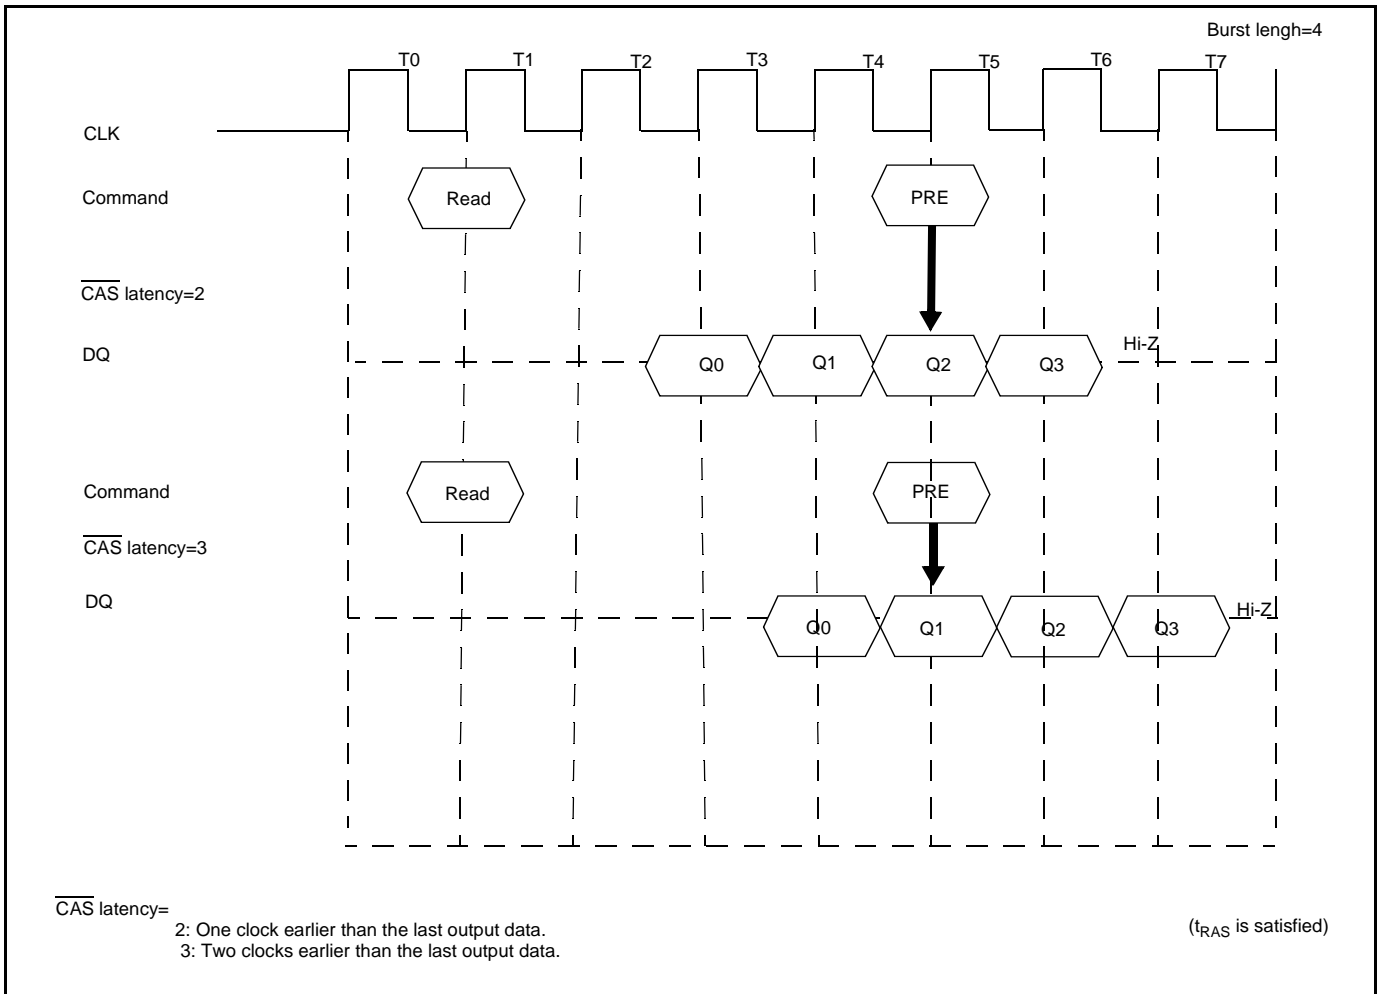 Burst lengh=4
T0 T1 T2 T3 T4 T5 T6 T7
CLK
Command Read PRE
CAS latency=2
DQ Q0 Q1 Q2 Q3 Hi-Z
Command Read PRE
CAS latency=3
DQ Q0 Q1 Q2 Q3 Hi-Z
CAS latency=
2: One clock earlier than the last output data.
3: Two clocks earlier than the last output data.
(tRAS is satisfied)